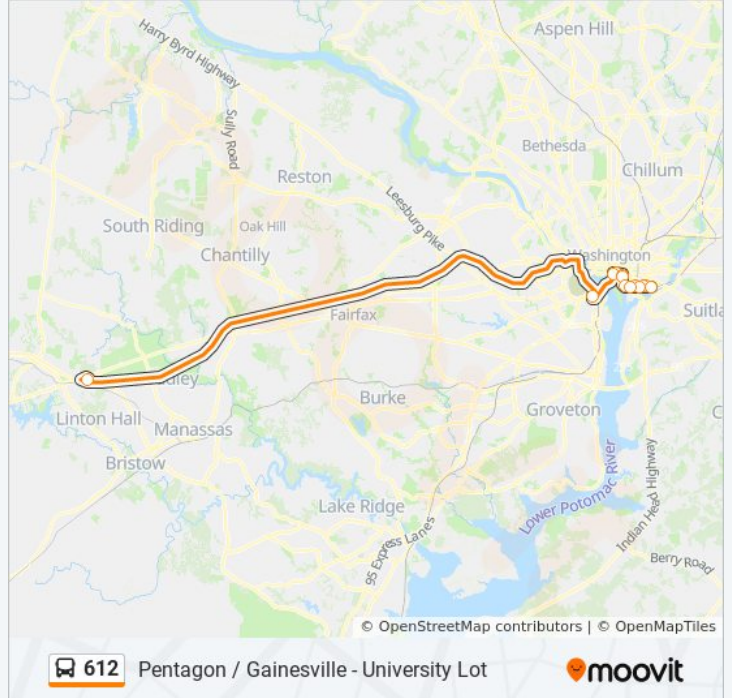 Aspen Hill
Harry Byrd Highway
Sully Road
Bethesda
Chillum
Reston
Leesburg Pike
South Riding
Oak Hill
Chantilly
Washington
Fairfax
Burke
Groveton
Linton Hall
Manassas
Bristow
Lake Ridge
Lower Potomac River
Indian Head Highway
95 Express Lanes
Berry Road
© OpenStreetMap contributors | © OpenMapTiles
612 Pentagon / Gainesville - University Lot
moovit